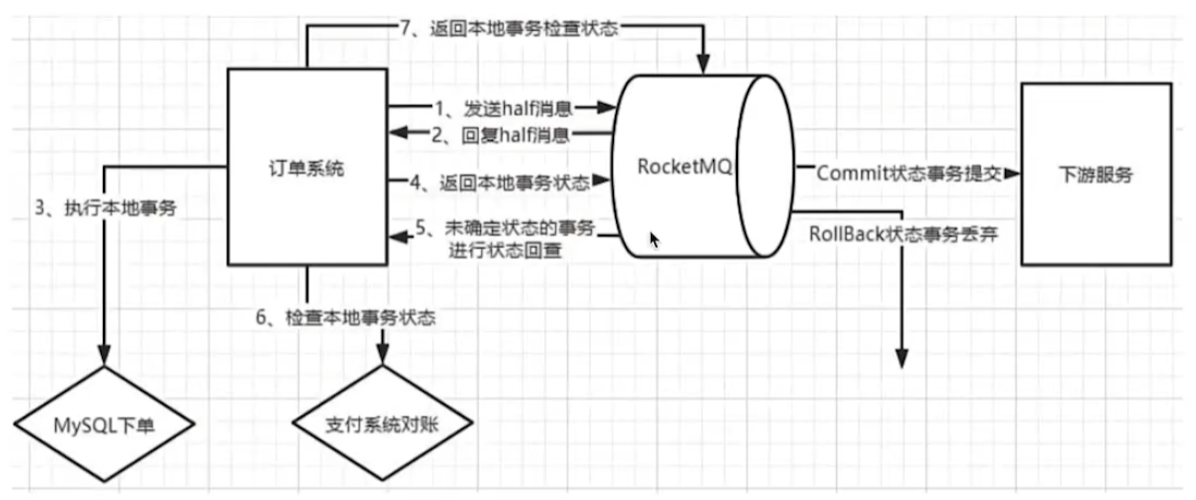 7、返回本地事务检查状态
1、发送half消息
2、回复half消息
订单系统
RocketMQ
Commit状态事务提交
下游服务
4、返回本地事务状态
3、执行本地事务
5、未确定状态的事务
进行状态回查
RollBack状态事务丢弃
6、检查本地事务状态
MySQL下单
支付系统对账